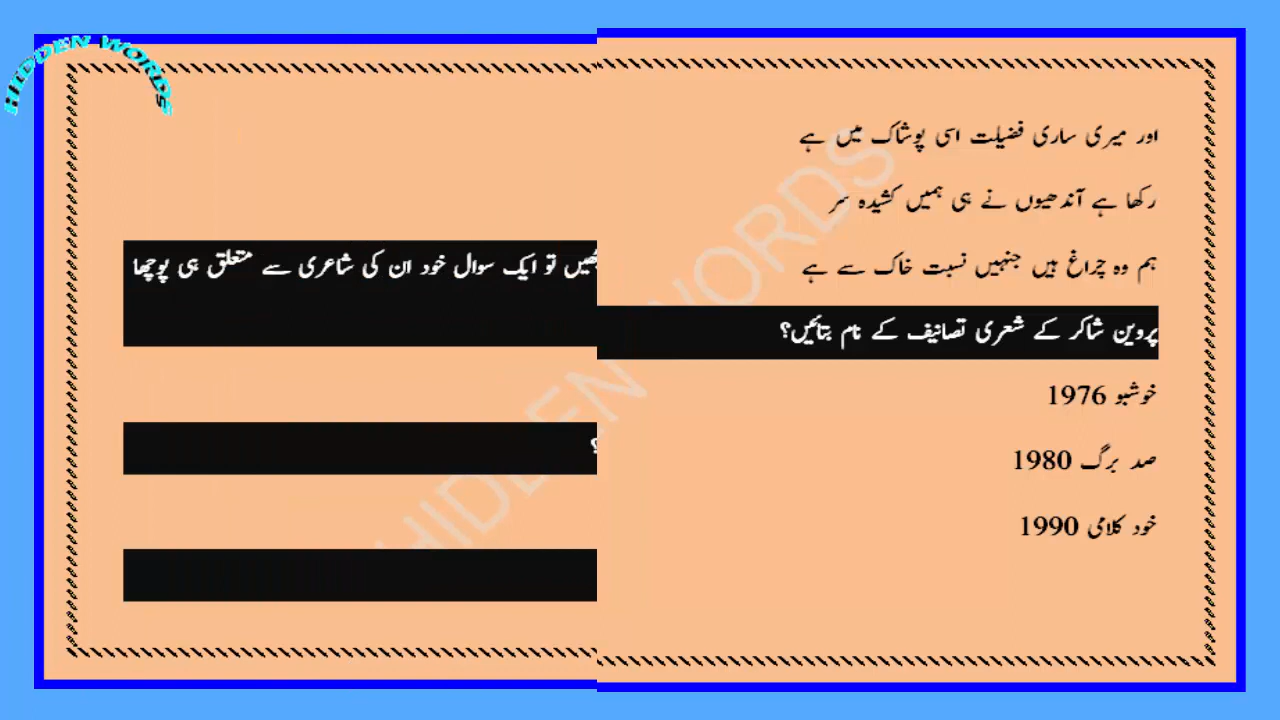 HIDDEN WORDS
اور میری ساری فضیلت اسی پوشاک میں ہے
رکھا ہے آندھیوں نے ہی ہمیں کشیدہ سر
ہم وہ چراغ ہیں جنہیں نسبت خاک سے ہے
پروین شاکر کے شعری تصانیف کے نام بتائیں؟
خوشبو 1976
صد برگ 1980
خود کلامی 1990
تو ایک سوال خود ان کی شاعری سے متعلق ہی پوچھا
؟
HIDDEN WORDS